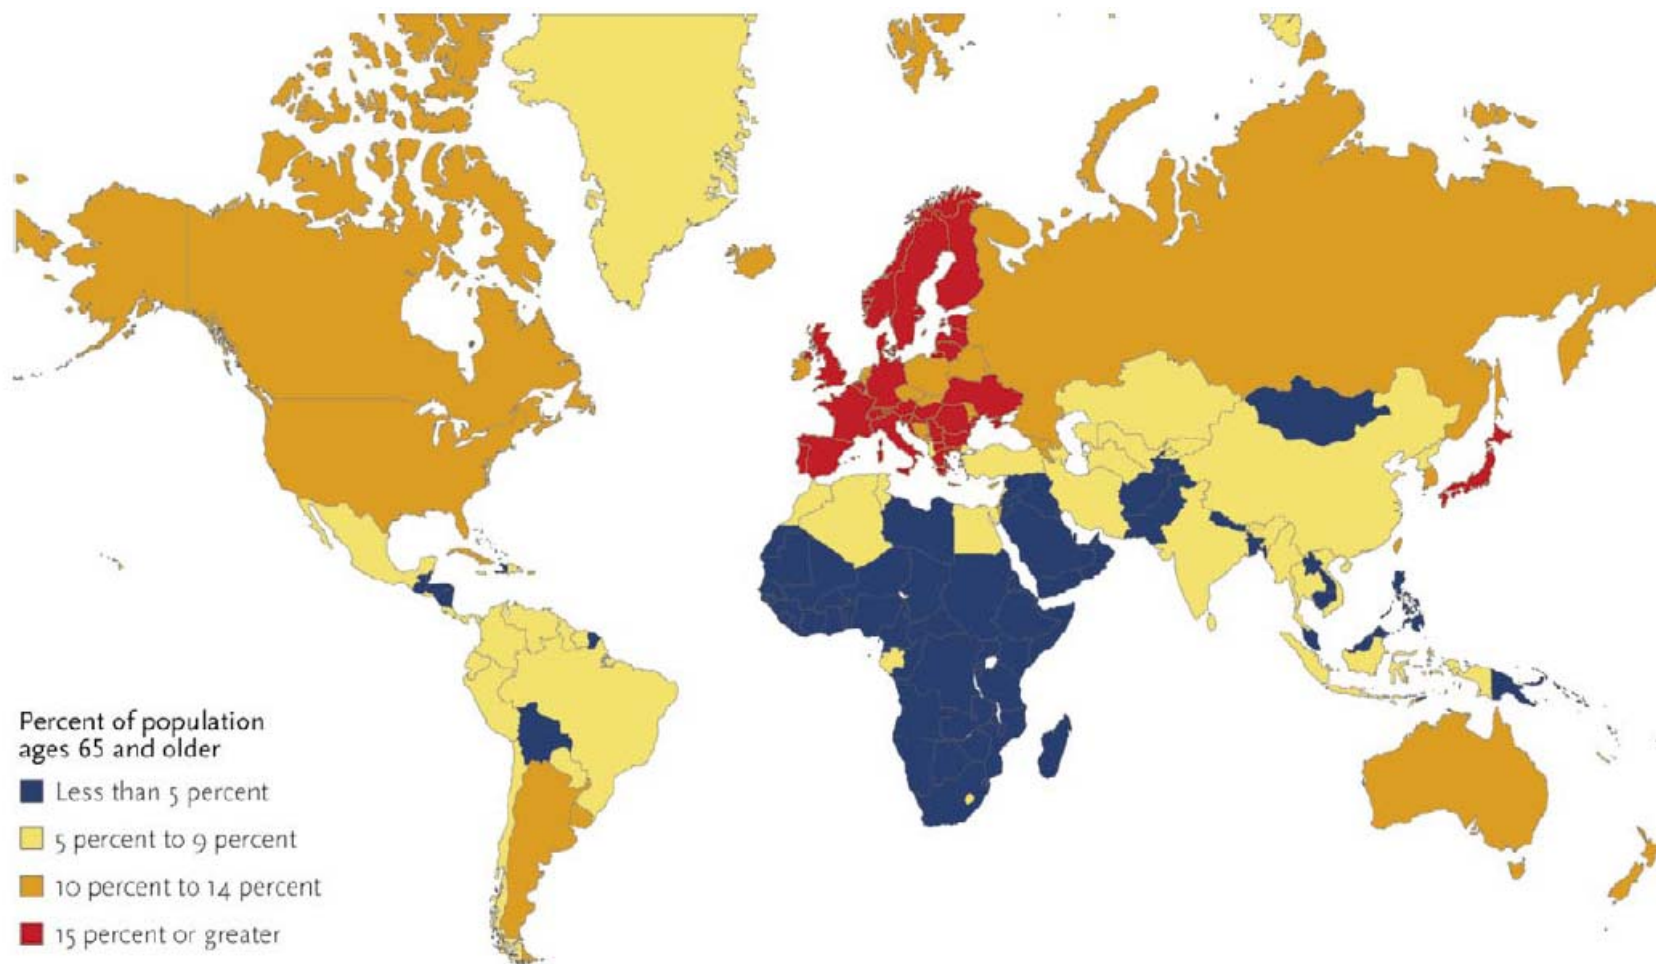 Percent of population
ages 65 and older
Less than 5 percent
5 percent to 9 percent
10 percent to 14 percent
15 percent or greater